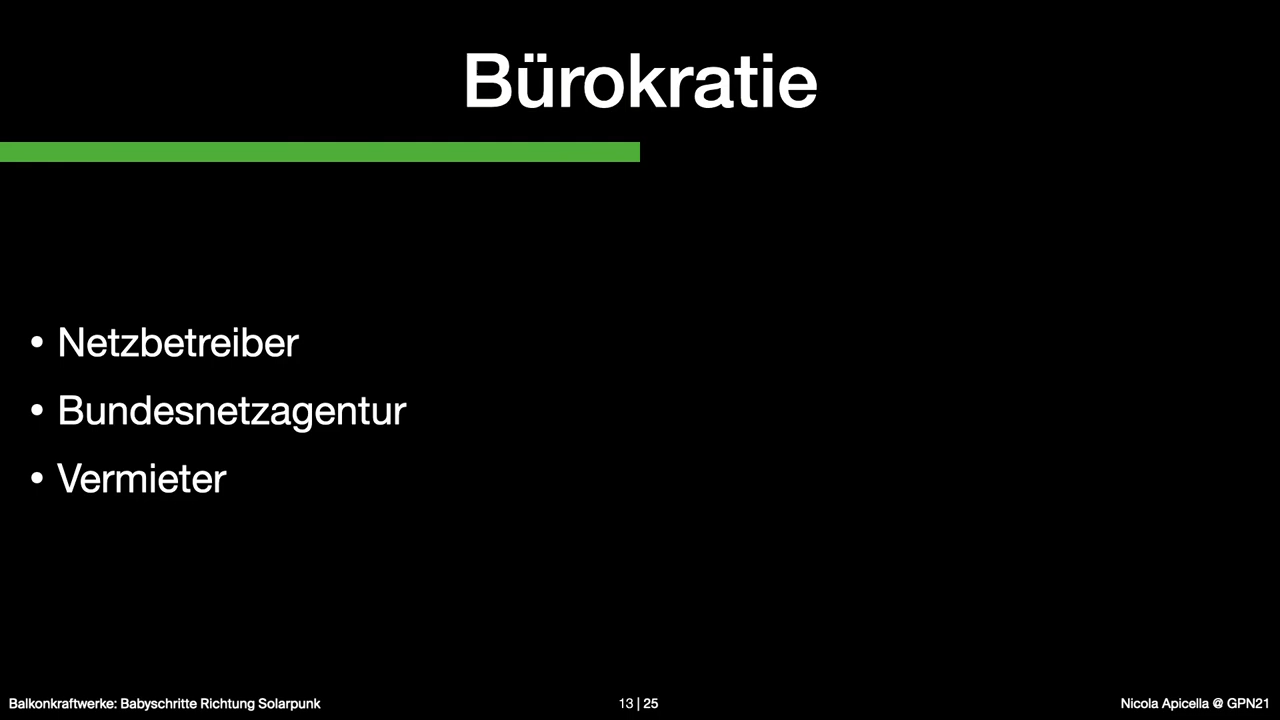 Bürokratie
• Netzbetreiber
• Bundesnetzagentur
• Vermieter
Balkonkraftwerke: Babyschritte Richtung Solarpunk
13 | 25
Nicola Apicella @ GPN21